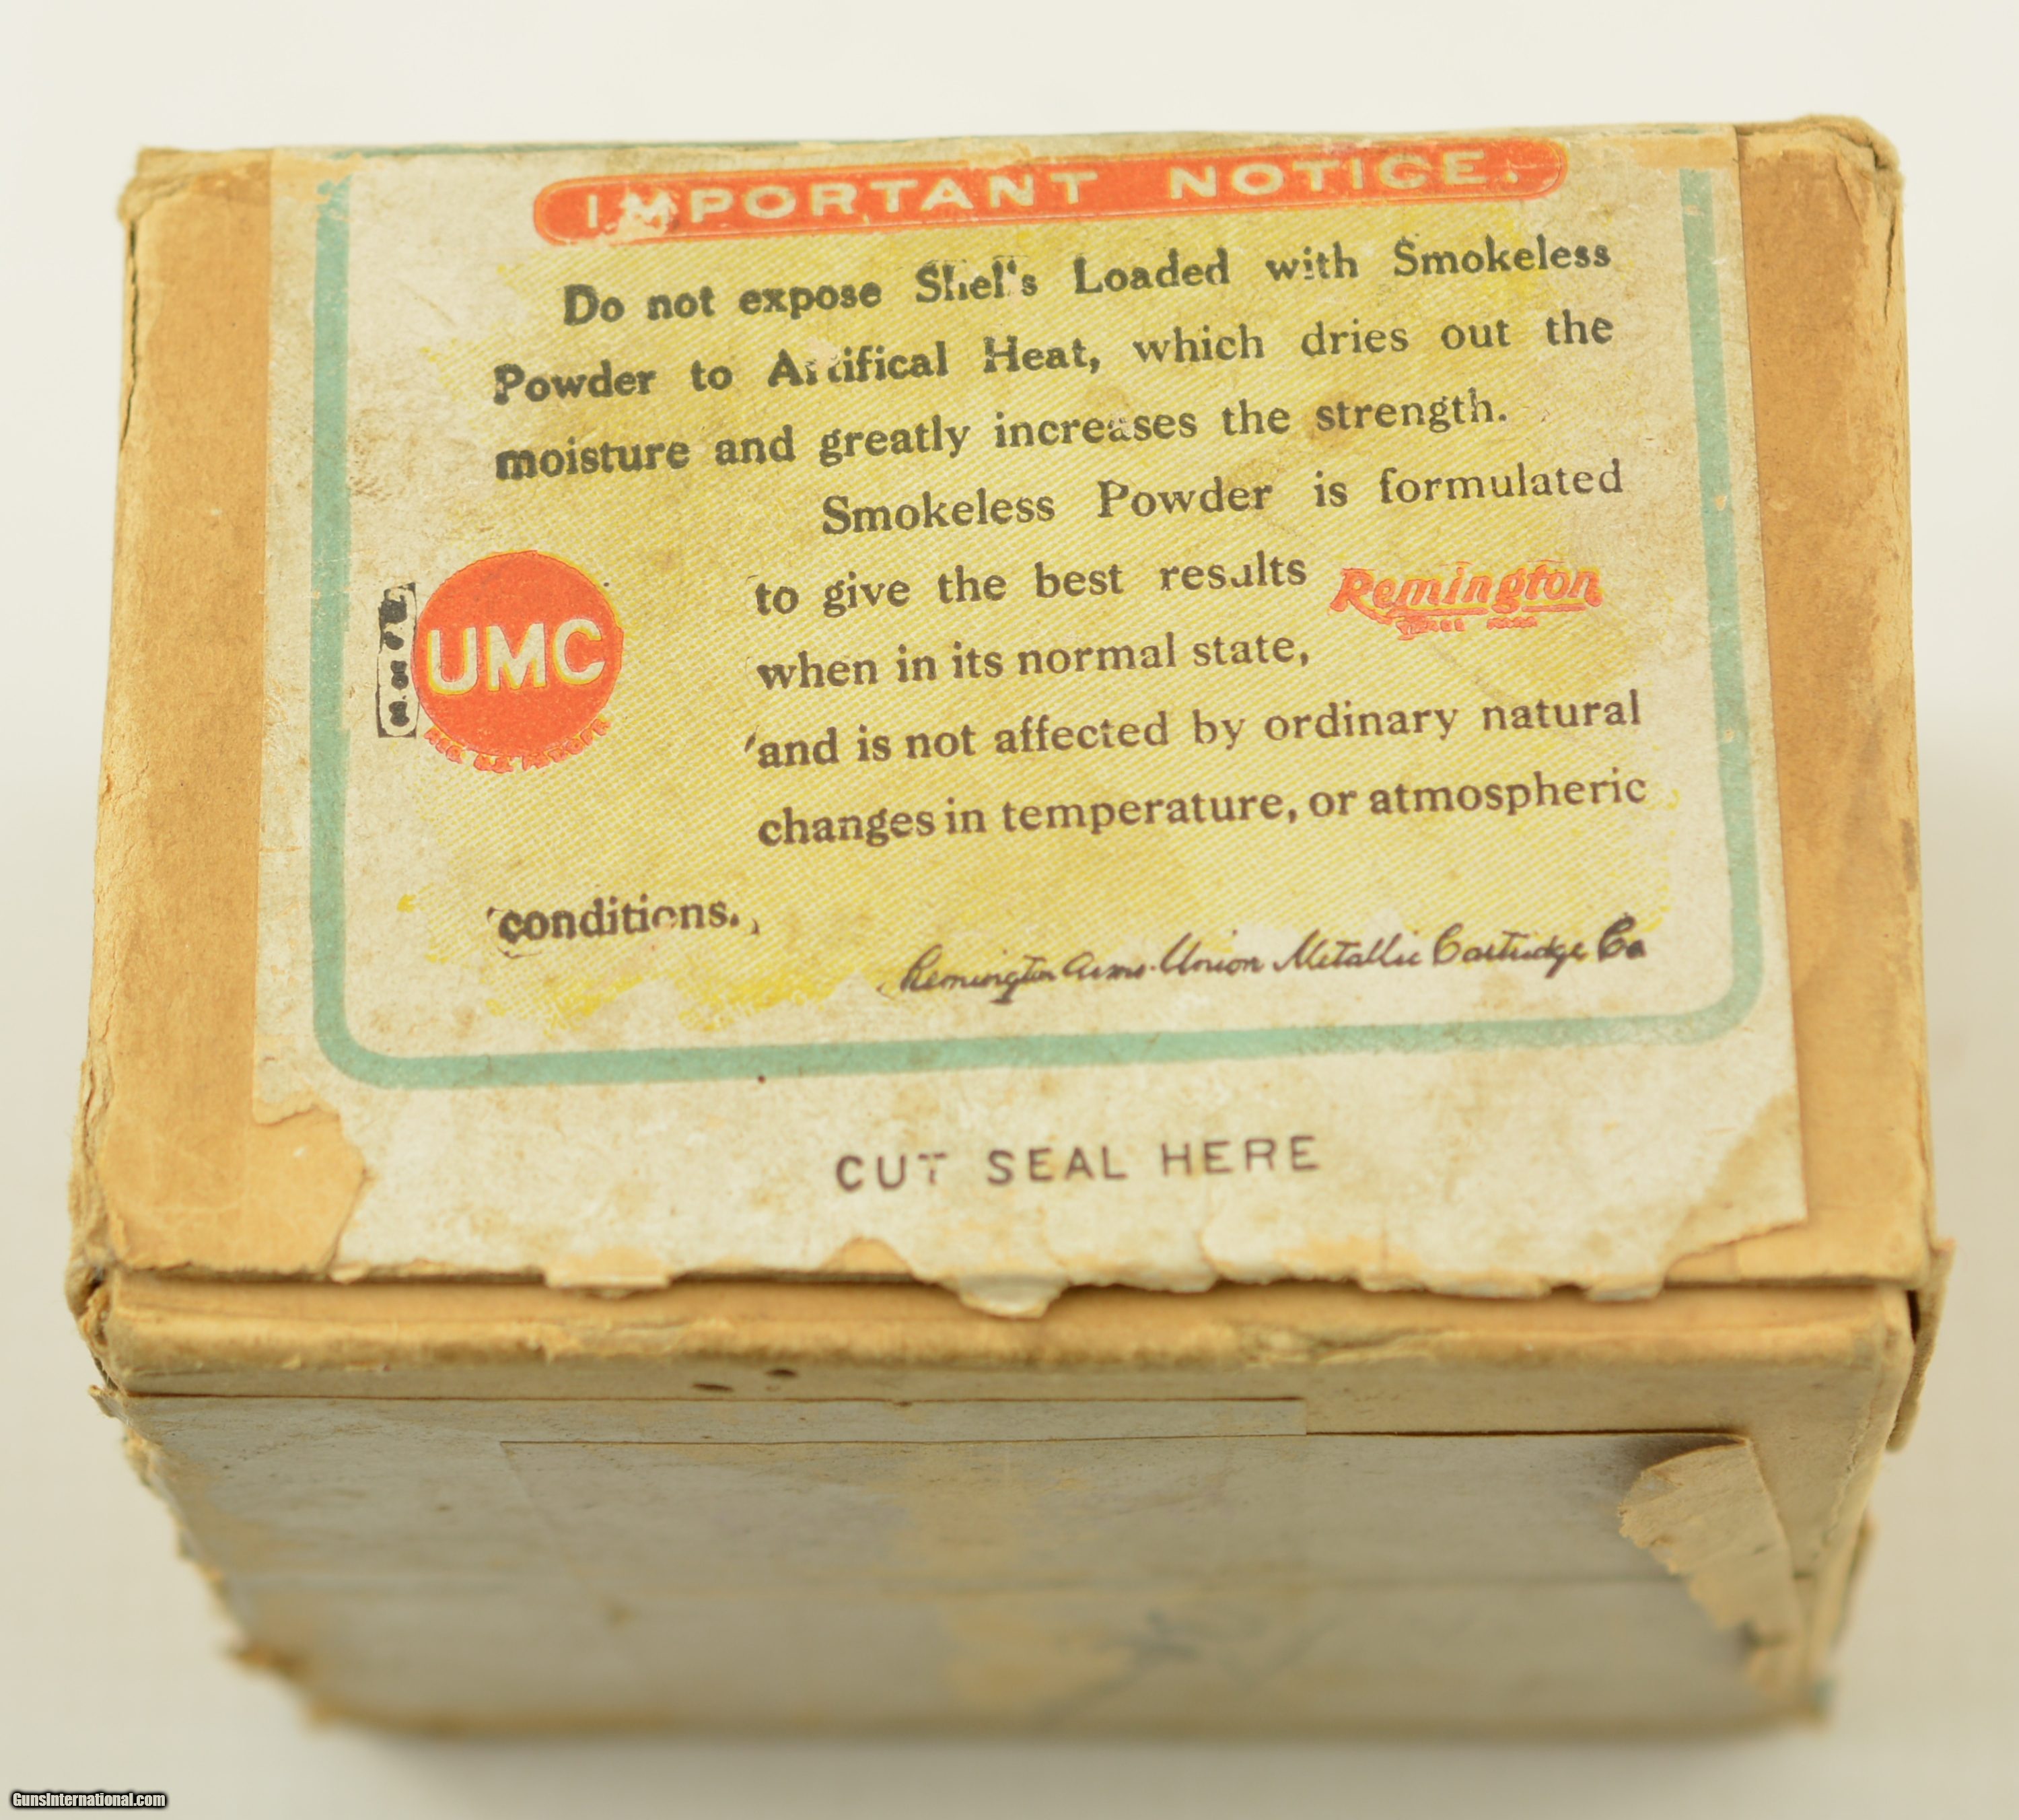 IMPORTANT NOTICE.
Do not expose Shells Loaded with Smokeless
Powder to Artifical Heat, which dries out the
moisture and greatly increases the strength.
Smokeless Powder is formulated
to give the best results
Remington
when in its normal state,
UMC
and is not affected by ordinary natural
changes in temperature, or atmospheric
conditions.
Remington Arms-Union Metallic Cartridge Co
CUT SEAL HERE
GunsInternational.com